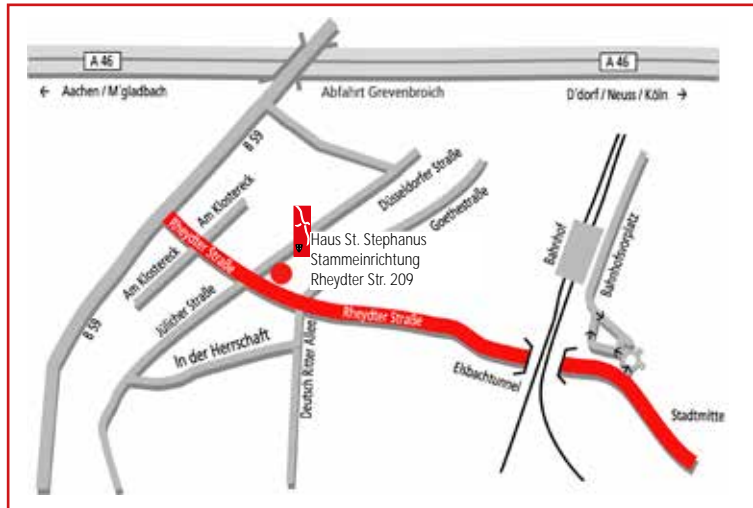 A 46
A 46
← Aachen / M'gladbach
Abfahrt Grevenbroich
D'dorf / Neuss / Köln →
B 59
Düsseldorfer Straße
Goethestraße
Am Klostereck
Am Klostereck
Rheydter Straße
Haus St. Stephanus
Stammeinrichtung
Rheydter Str. 209
Bahnhof
Bahnhofsvorplatz
Jülicher Straße
Rheydter Straße
B 59
In der Herrschaft
Deutsch Ritter Allee
Elsbachtunnel
Stadtmitte